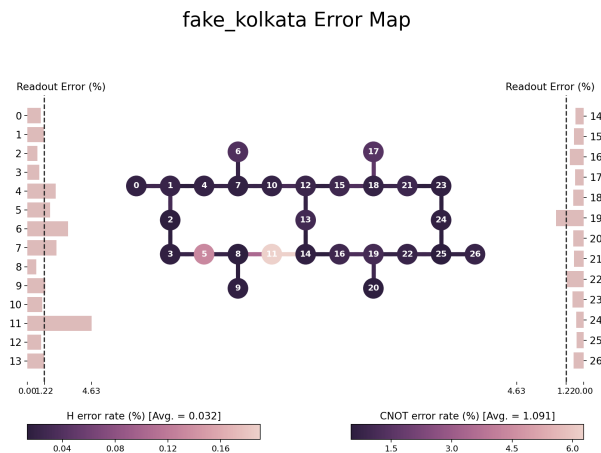 fake_kolkata Error Map
Readout Error (%)
Readout Error (%)
0
1
2
3
4
5
6
7
8
9
10
11
12
13
0.00 1.22 4.63
6
17
0 1 4 7 10 12 15 18 21 23
2 13 24
3 5 8 11 14 16 19 22 25 26
9 20
14
15
16
17
18
19
20
21
22
23
24
25
26
4.63 1.22 0.00
H error rate (%) [Avg. = 0.032]
0.04 0.08 0.12 0.16
CNOT error rate (%) [Avg. = 1.091]
1.5 3.0 4.5 6.0